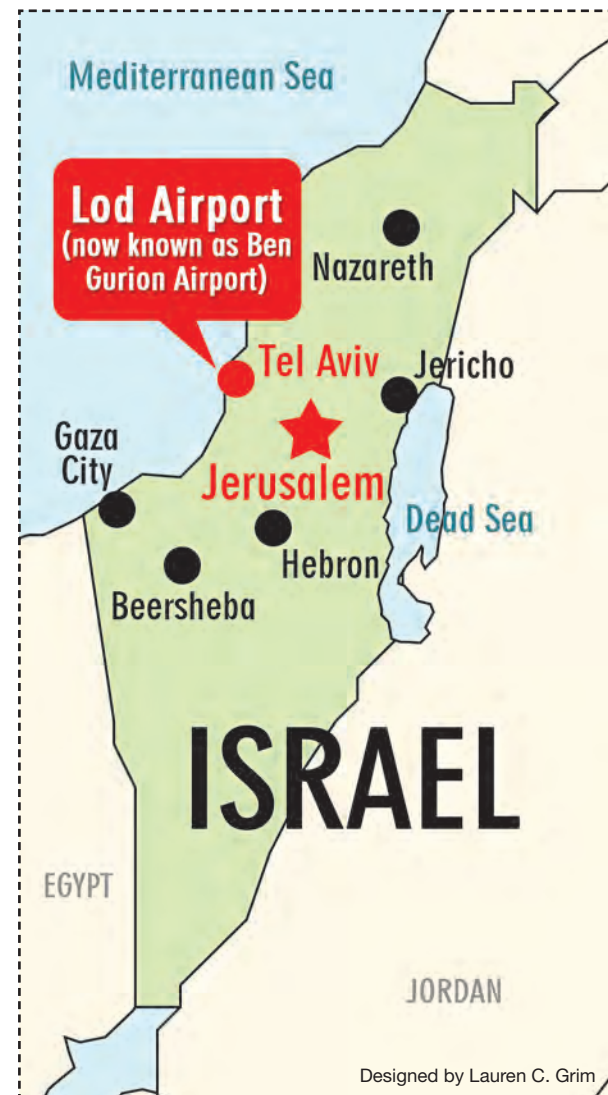 Mediterranean Sea
Lod Airport
(now known as Ben
Gurion Airport)
Nazareth
Tel Aviv
Jericho
Gaza
City
Jerusalem
Dead Sea
Hebron
Beersheba
ISRAEL
EGYPT
JORDAN
Designed by Lauren C. Grim